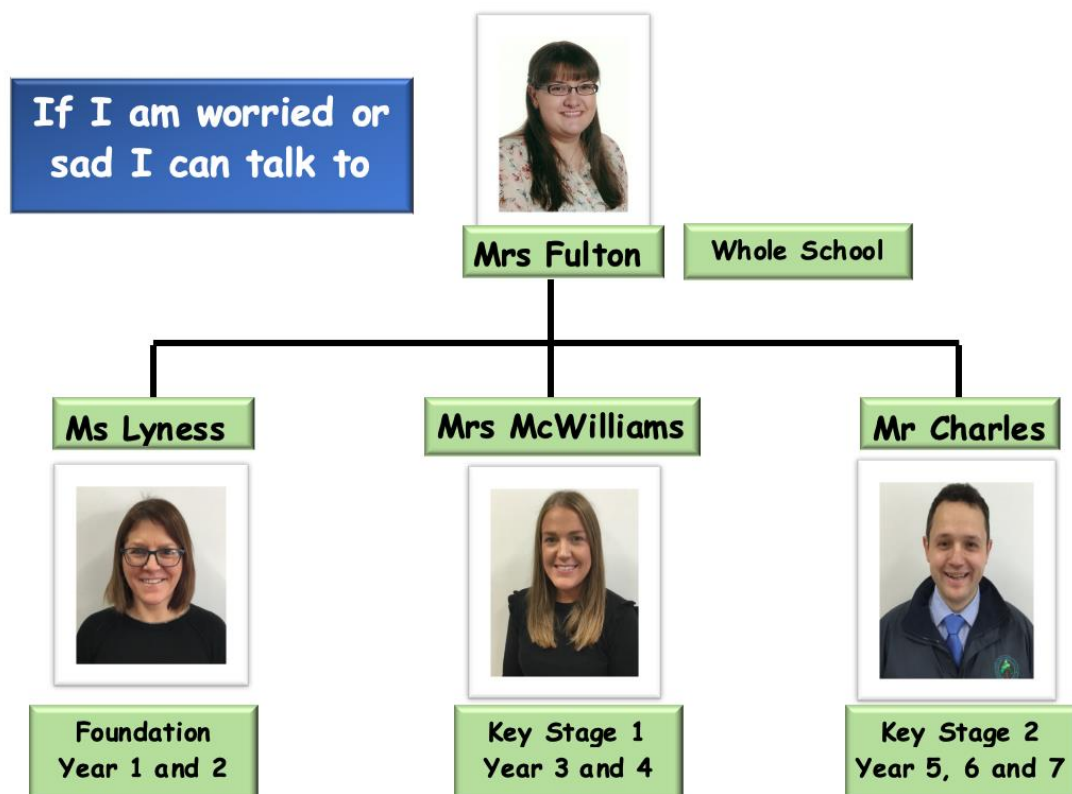 If I am worried or
sad I can talk to
Mrs Fulton
Whole School
Ms Lyness
Mrs McWilliams
Mr Charles
Foundation
Year 1 and 2
Key Stage 1
Year 3 and 4
Key Stage 2
Year 5, 6 and 7